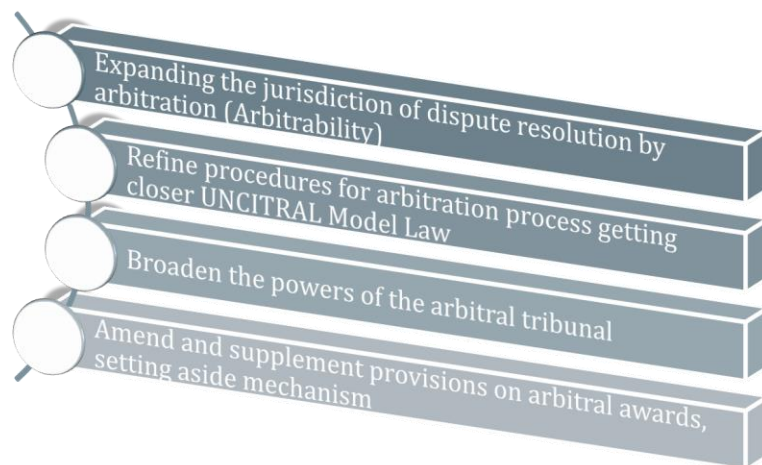 Expanding the jurisdiction of dispute resolution by
arbitration (Arbitrability)
Refine procedures for arbitration process getting
closer UNCITRAL Model Law
Broaden the powers of the arbitral tribunal
Amend and supplement provisions on arbitral awards,
setting aside mechanism